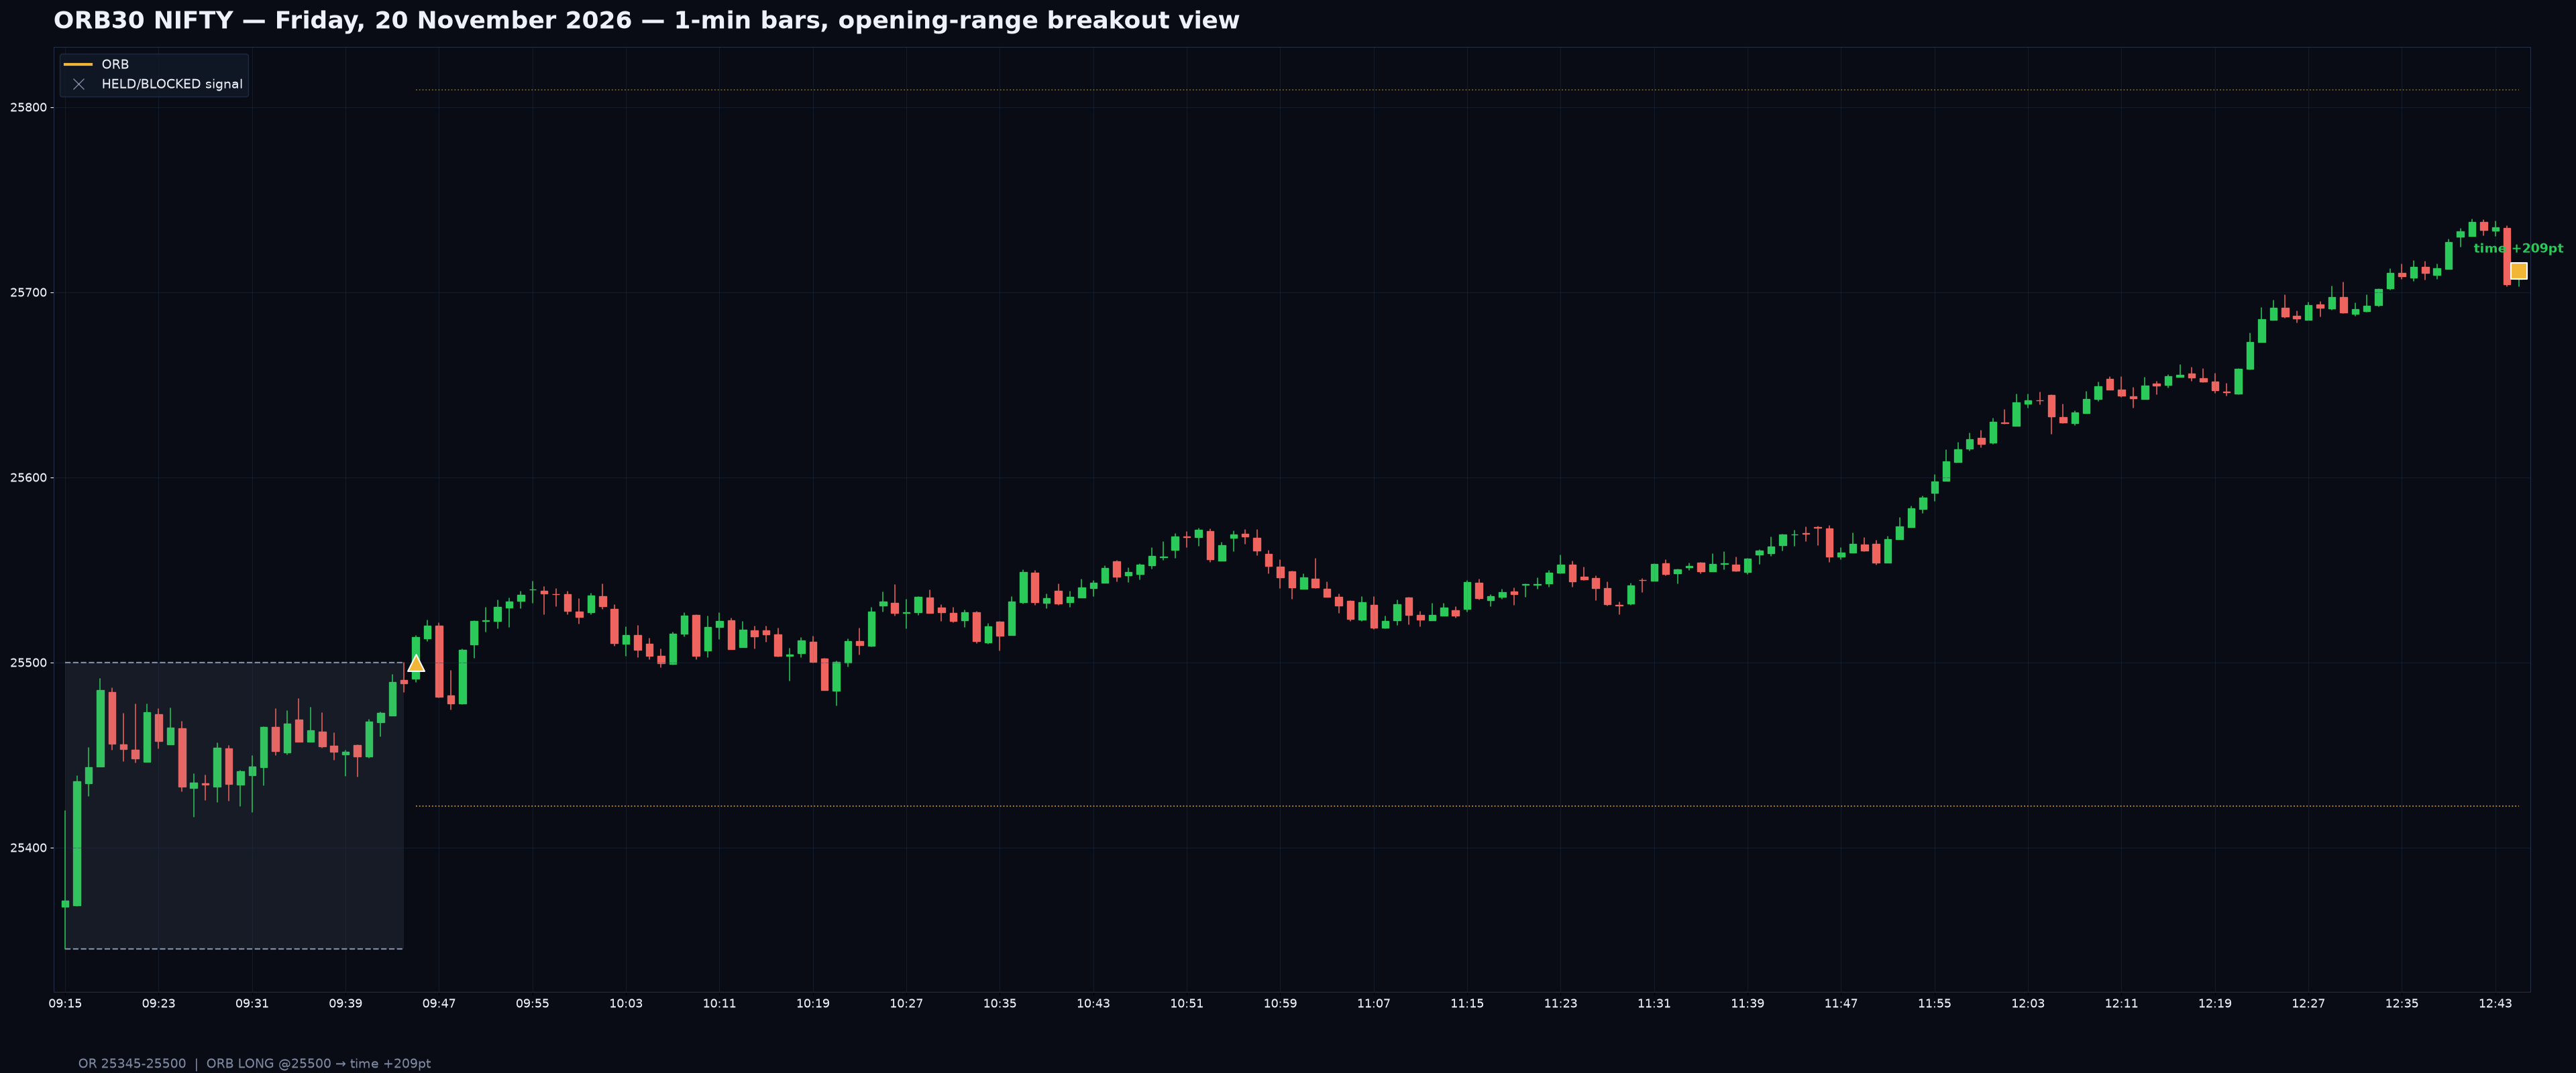 ORB30 NIFTY — Friday, 20 November 2026 — 1-min bars, opening-range breakout view
ORB
HELD/BLOCKED signal
25800
25700
25600
25500
25400
time +209pt
09:15 09:23 09:31 09:39 09:47 09:55 10:03 10:11 10:19 10:27 10:35 10:43 10:51 10:59 11:07 11:15 11:23 11:31 11:39 11:47 11:55 12:03 12:11 12:19 12:27 12:35 12:43
OR 25345-25500 | ORB LONG @25500 → time +209pt